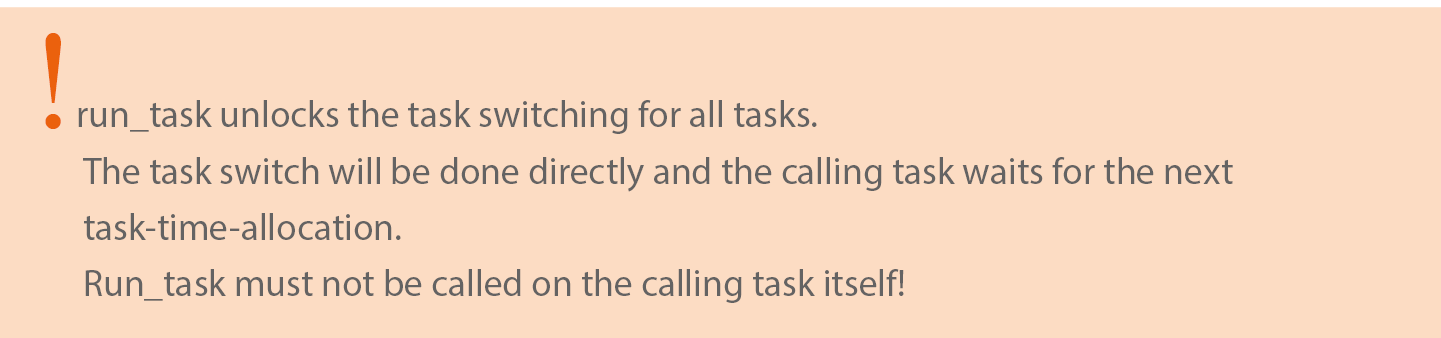 ! run_task unlocks the task switching for all tasks.
The task switch will be done directly and the calling task waits for the next
task-time-allocation.
Run_task must not be called on the calling task itself!